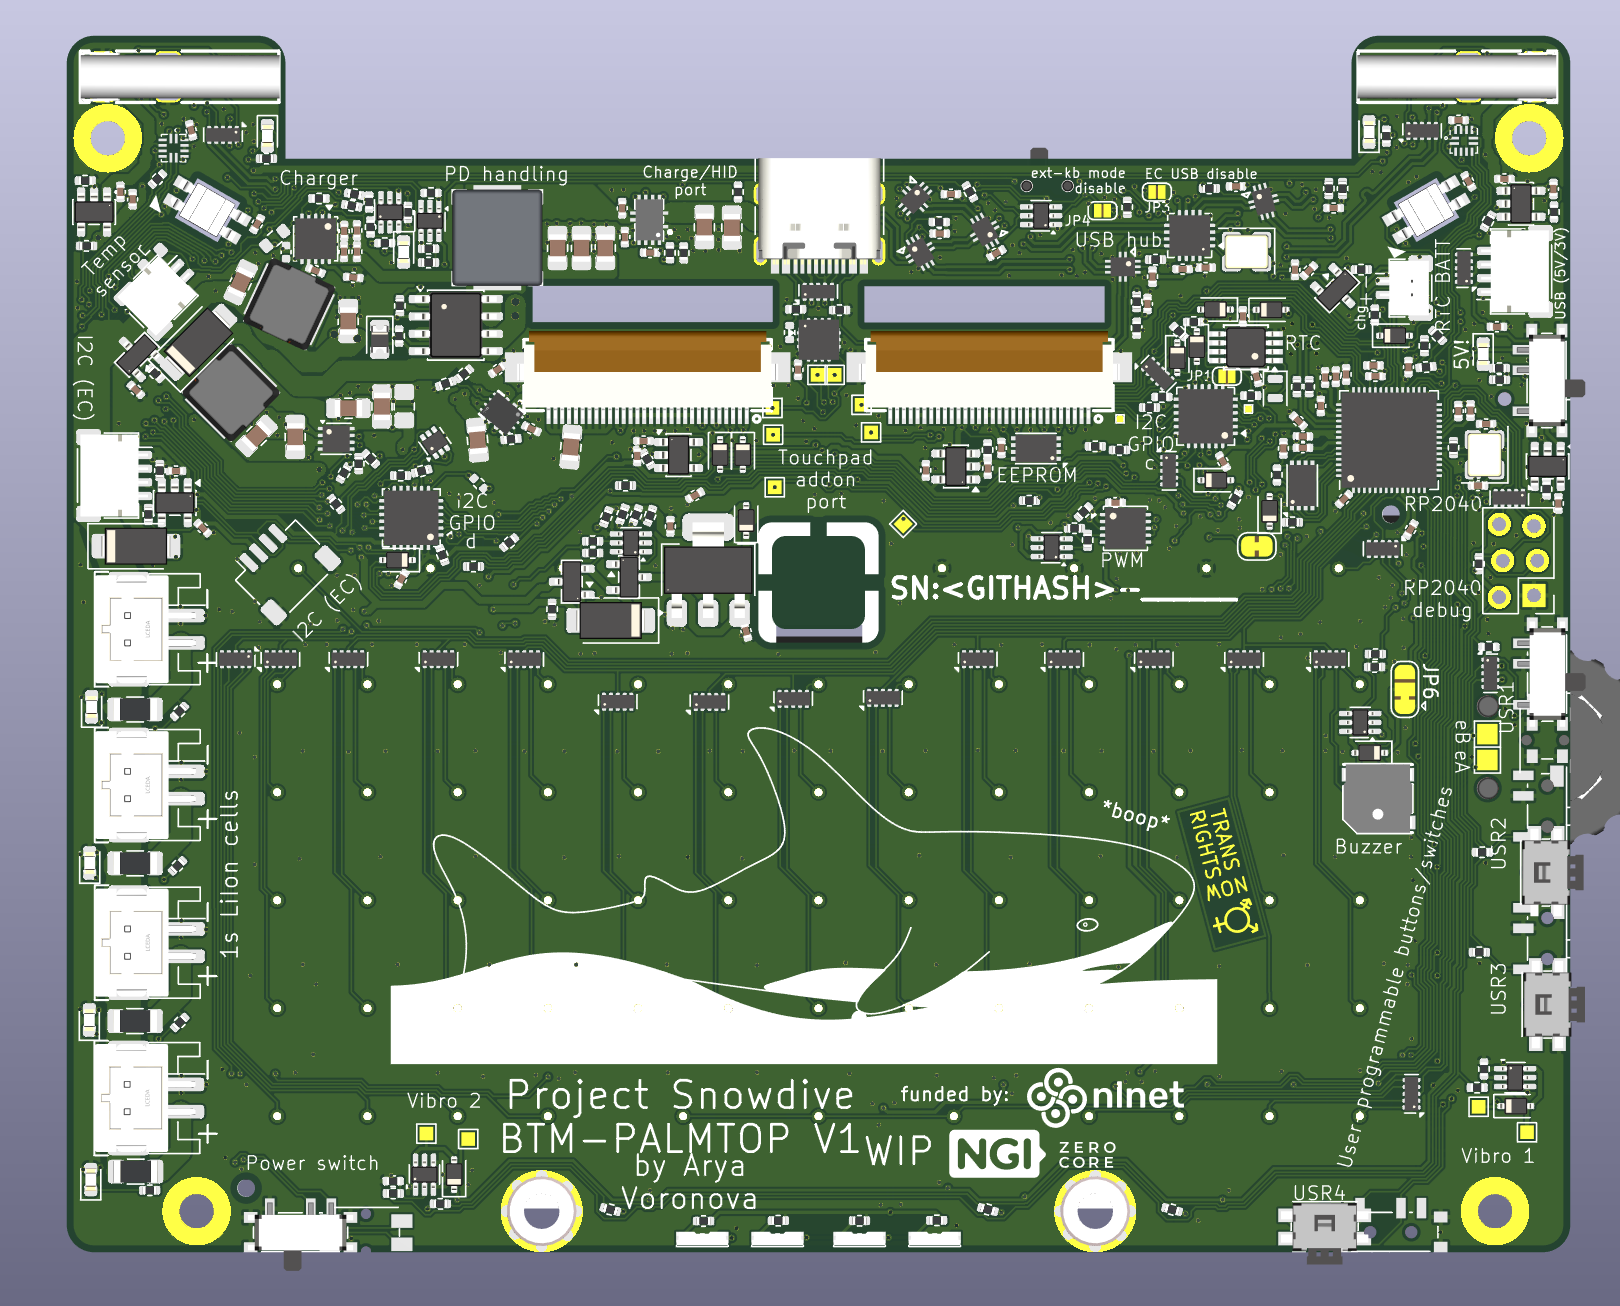 Charger
PD handling
Charge/HID
port
ext-kb mode
disable
EC USB disable
JP4
JP3
USB hub
Temp
sensor
I2C (EC)
chg
RTC BATT
USB (5V/3V)
5V!
RTC
JP1
I2C
GPIO
c
EEPROM
Touchpad
addon
port
i2C
GPIO
d
PWM
RP2040
RP2040
debug
I2C (EC)
SN:<GITHASH>--
JP6
USR1
eB eA
Buzzer
USR2
USR3
User programmable buttons/switches
*boop*
TRANS
RIGHTS
NOW
1s LiIon cells
+
+
+
+
Vibro 2
Project Snowdive
BTM-PALMTOP V1 WIP
by Arya
Voronova
funded by:
nlnet
NGI
ZERO
CORE
Power switch
Vibro 1
USR4